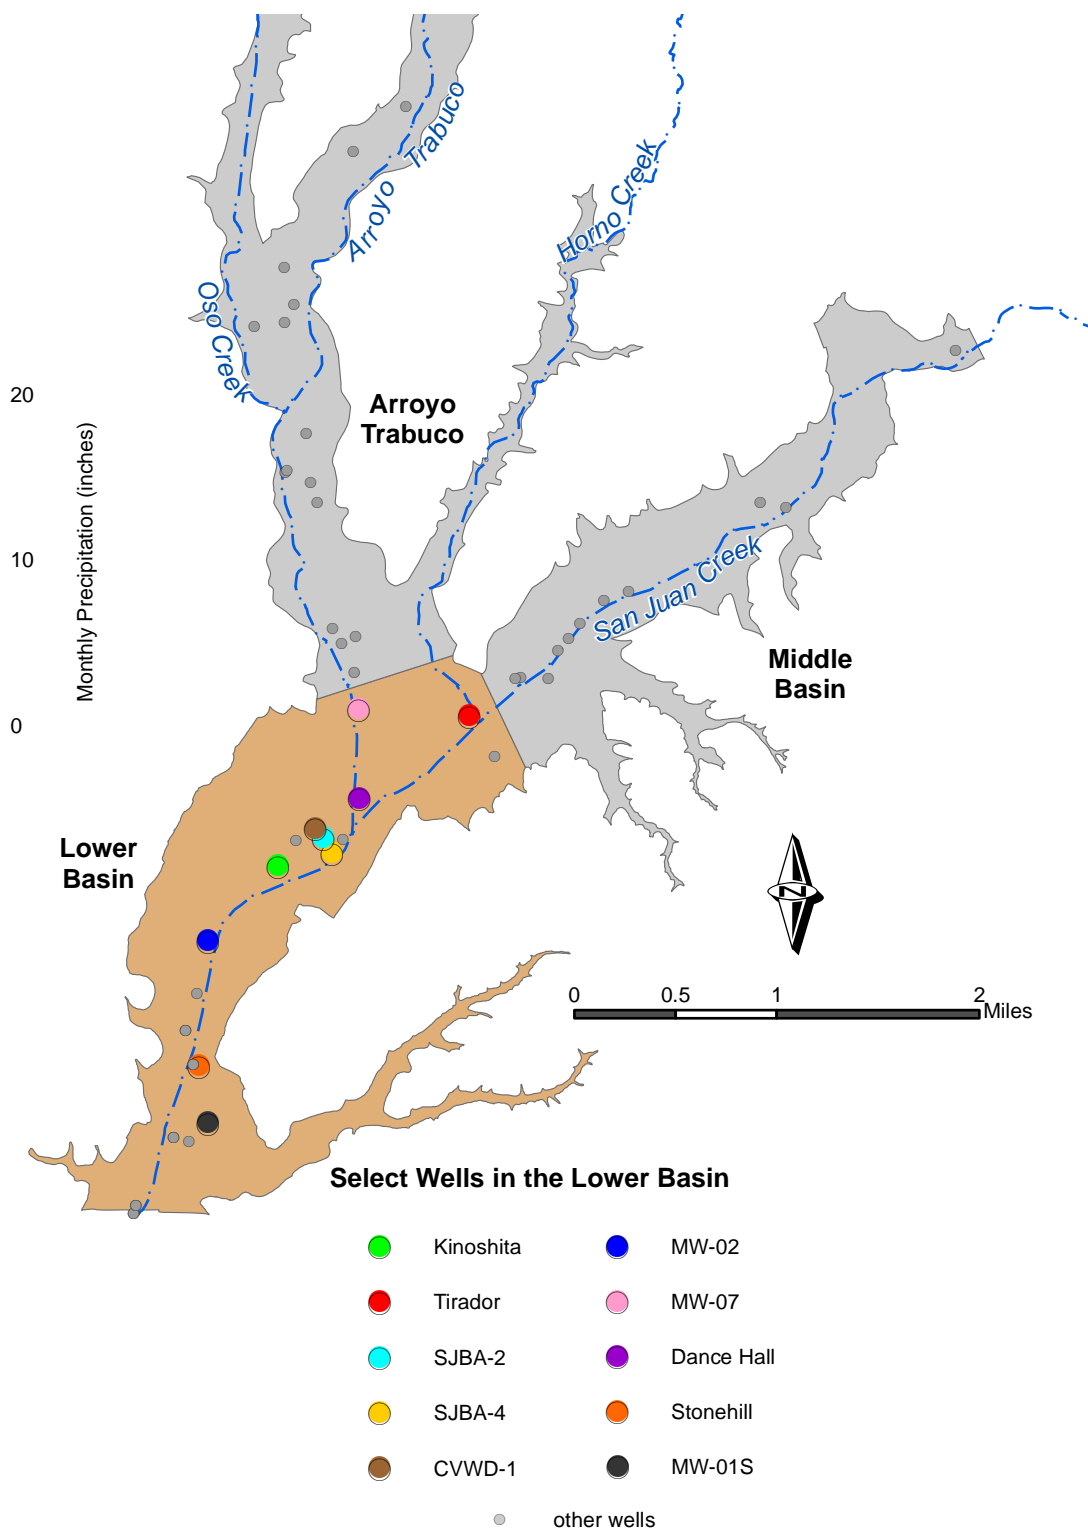 Arroyo Trabuco
Horno Creek
Oso Creek
20
Arroyo
Trabuco
Monthly Precipitation (inches)
10
San Juan Creek
Middle
Basin
0
Lower
Basin
N
0 0.5 1 2
Miles
Select Wells in the Lower Basin
Kinoshita MW-02
Tirador MW-07
SJBA-2 Dance Hall
SJBA-4 Stonehill
CVWD-1 MW-01S
other wells